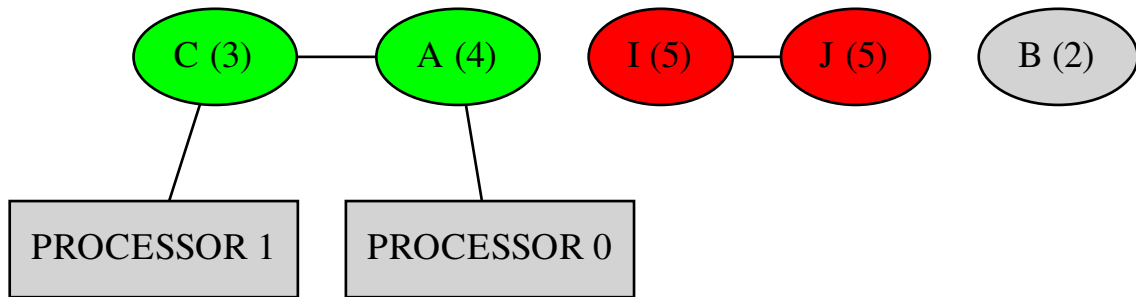 C (3)
A (4)
I (5)
J (5)
B (2)
PROCESSOR 1
PROCESSOR 0